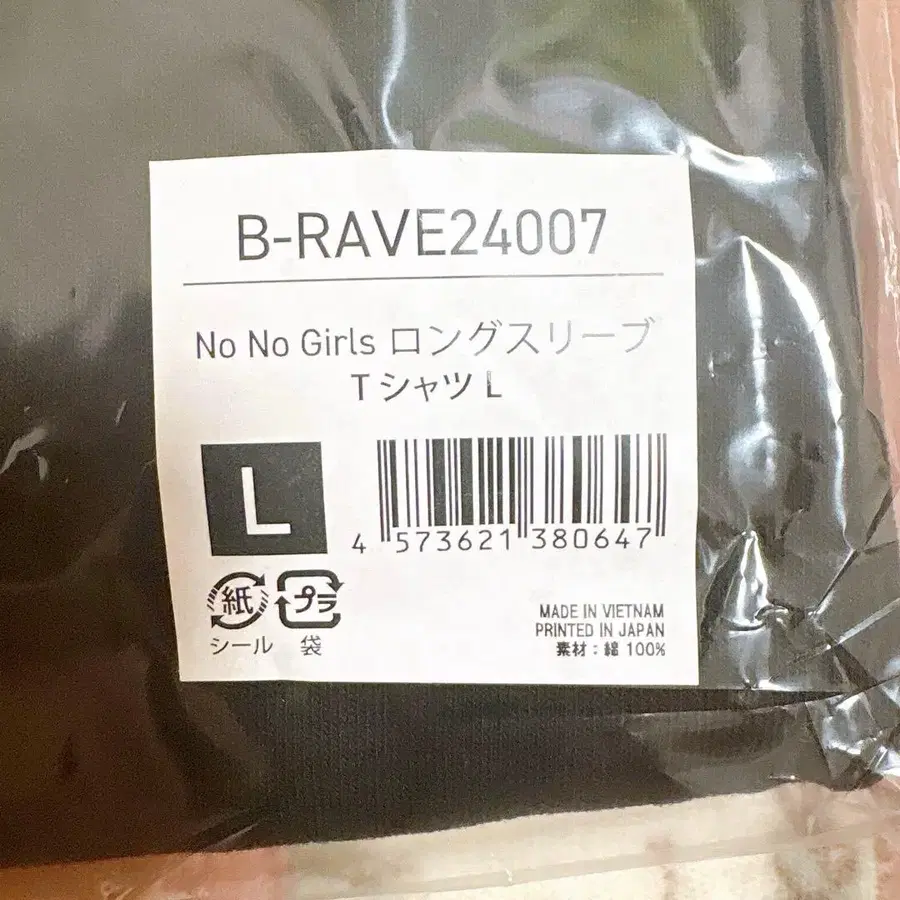 B-RAVE24007
No No Girls ロングスリーブ
Tシャツ L
L
4 573621 380647
紙 プラ
シール 袋
MADE IN VIETNAM
PRINTED IN JAPAN
素材：綿 100%